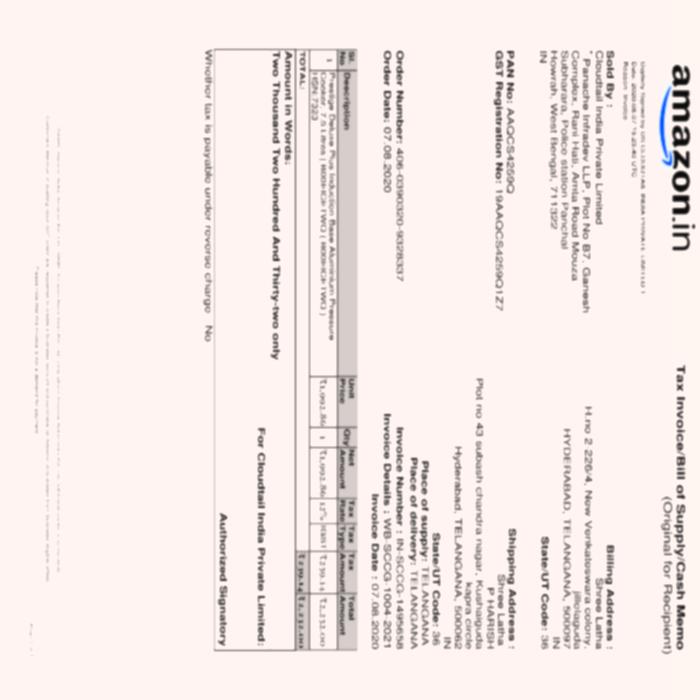 amazon.in
Tax Invoice/Bill of Supply/Cash Memo
(Original for Recipient)
Sold By :
Cloudtail India Private Limited
* Panache Infradev LLP, Plot No B7, Ganesh
Complex, Rani Hati, Amta Road Mouza
Subharara, Police station Panchal
Howrah, West Bengal, 711322
IN
Billing Address :
Shree Latha
H.no 2 226/4, New Venkateswara colony,
jillelaguda
HYDERABAD, TELANGANA, 500097
IN
State/UT Code: 36
PAN No: AAQCS4259Q
GST Registration No: 19AAQCS4259Q1Z7
Shipping Address :
Shree Latha
P HARISH
Plot no 43 subash chandra nagar, Kushaiguda
kapra circle
Hyderabad, TELANGANA, 500062
IN
State/UT Code: 36
Place of supply: TELANGANA
Place of delivery: TELANGANA
Order Number: 406-0390320-9328337
Order Date: 07.08.2020
Invoice Number : IN-SCCG-1495658
Invoice Details : WB-SCCG-1004-2021
Invoice Date : 07.08.2020
Sl. No Description Unit Price Qty Net Amount Tax Rate Tax Type Tax Amount Total Amount
1 Prestige Deluxe Plus Induction Base Aluminium Pressure
Cooker 7.5 Litres
HSN:7323
₹1,992.86 1 ₹1,992.86 12% IGST ₹239.14 ₹2,232.00
TOTAL: ₹239.14 ₹2,232.00
Amount in Words:
Two Thousand Two Hundred And Thirty-two only
For Cloudtail India Private Limited:
Authorized Signatory
Whether tax is payable under reverse charge No